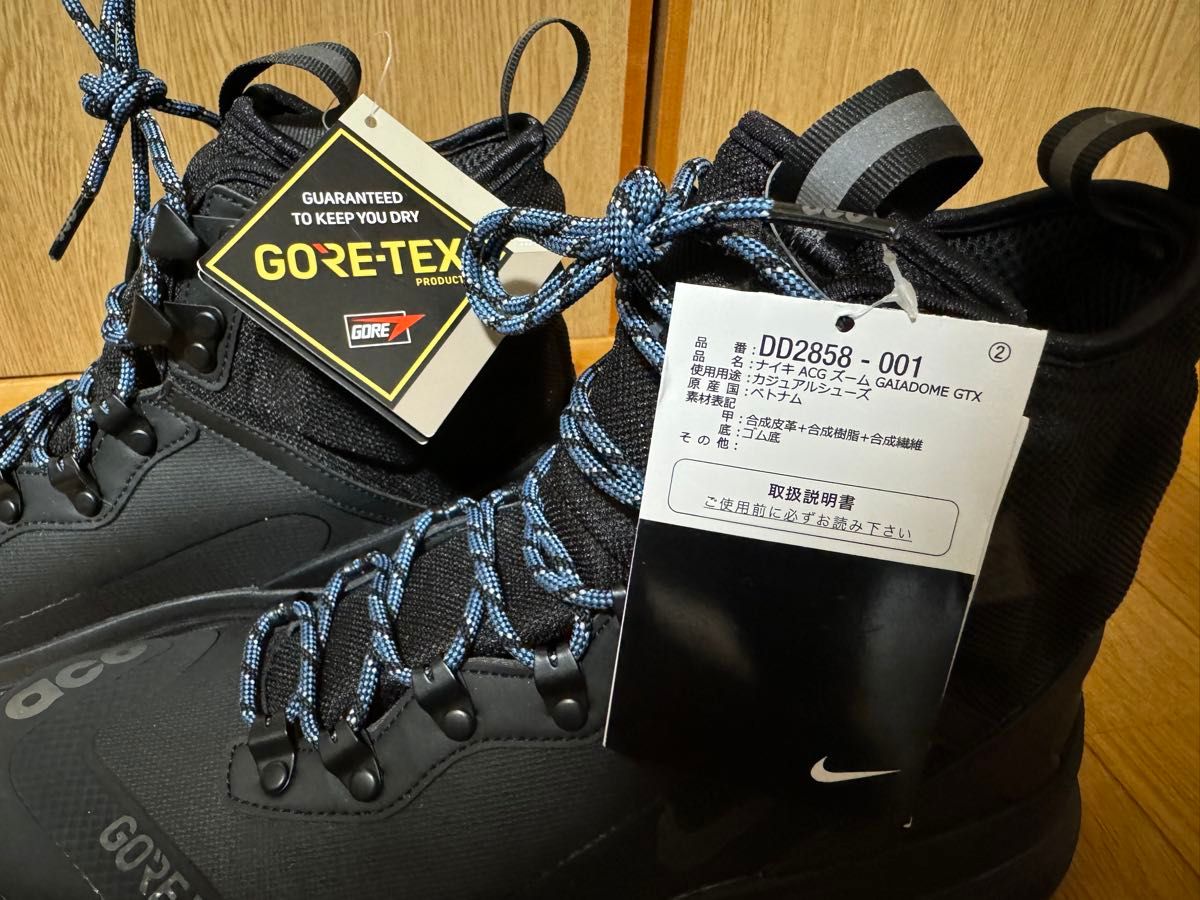 GUARANTEED
TO KEEP YOU DRY
GORE-TEX
PRODUCT
GORE
②
品 番：DD2858 - 001
品 名：ナイキ ACG ズーム GAIADOME GTX
使用用途：カジュアルシューズ
原 産 国：ベトナム
素材表記
甲：合成皮革+合成樹脂+合成繊維
底：ゴム底
そ の 他：
取扱説明書
ご使用前に必ずお読み下さい
acg
GORE-T